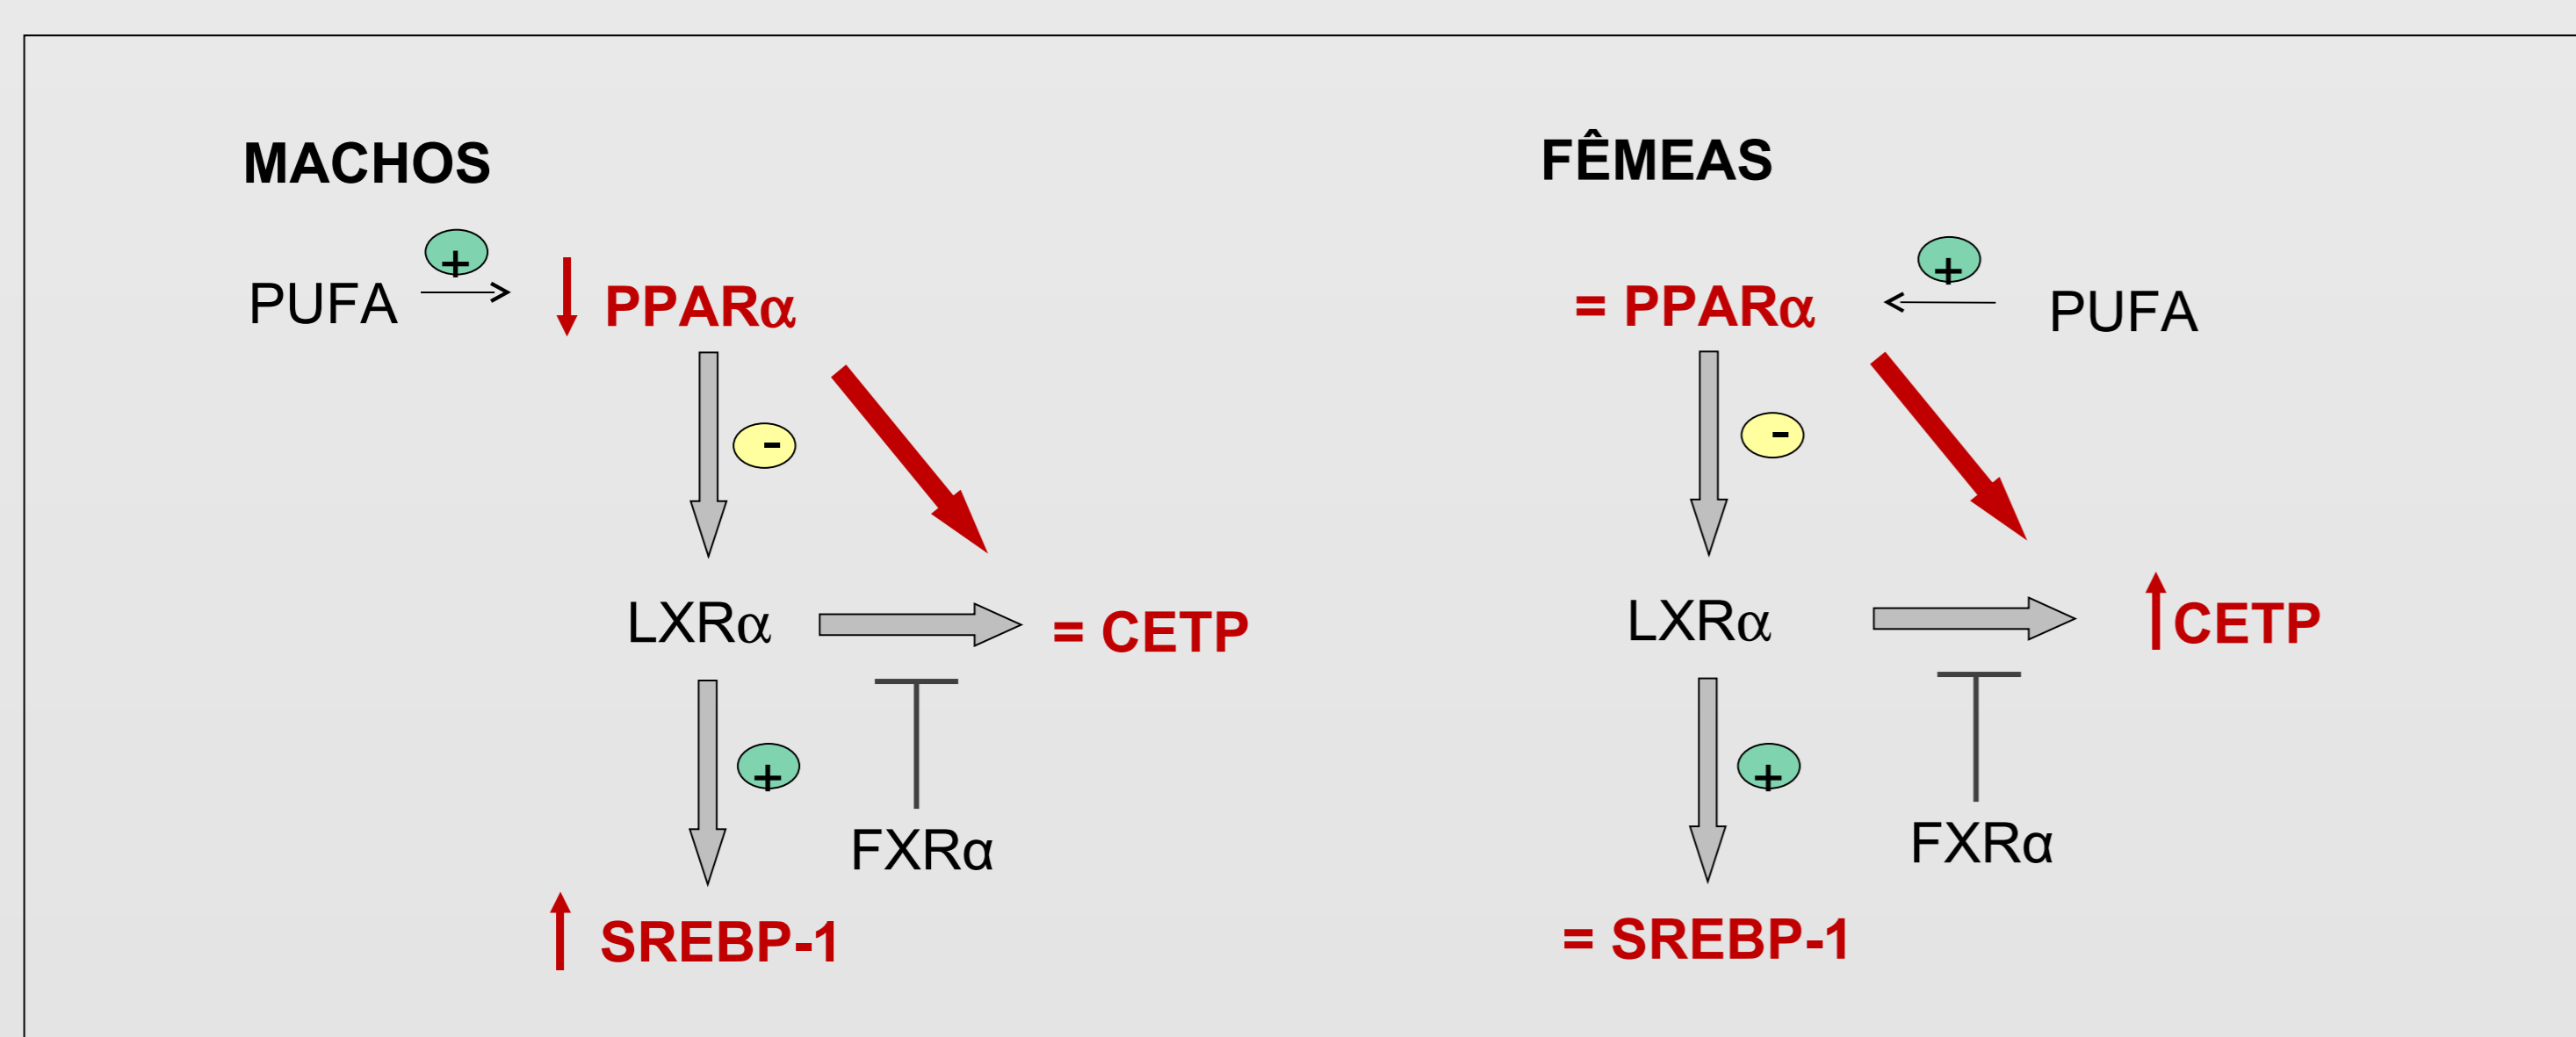 MACHOS
PUFA + ↓ PPARα
-
LXRα = CETP
+
FXRα
↑ SREBP-1
FÊMEAS
= PPARα + PUFA
-
LXRα ↑ CETP
+
FXRα
= SREBP-1